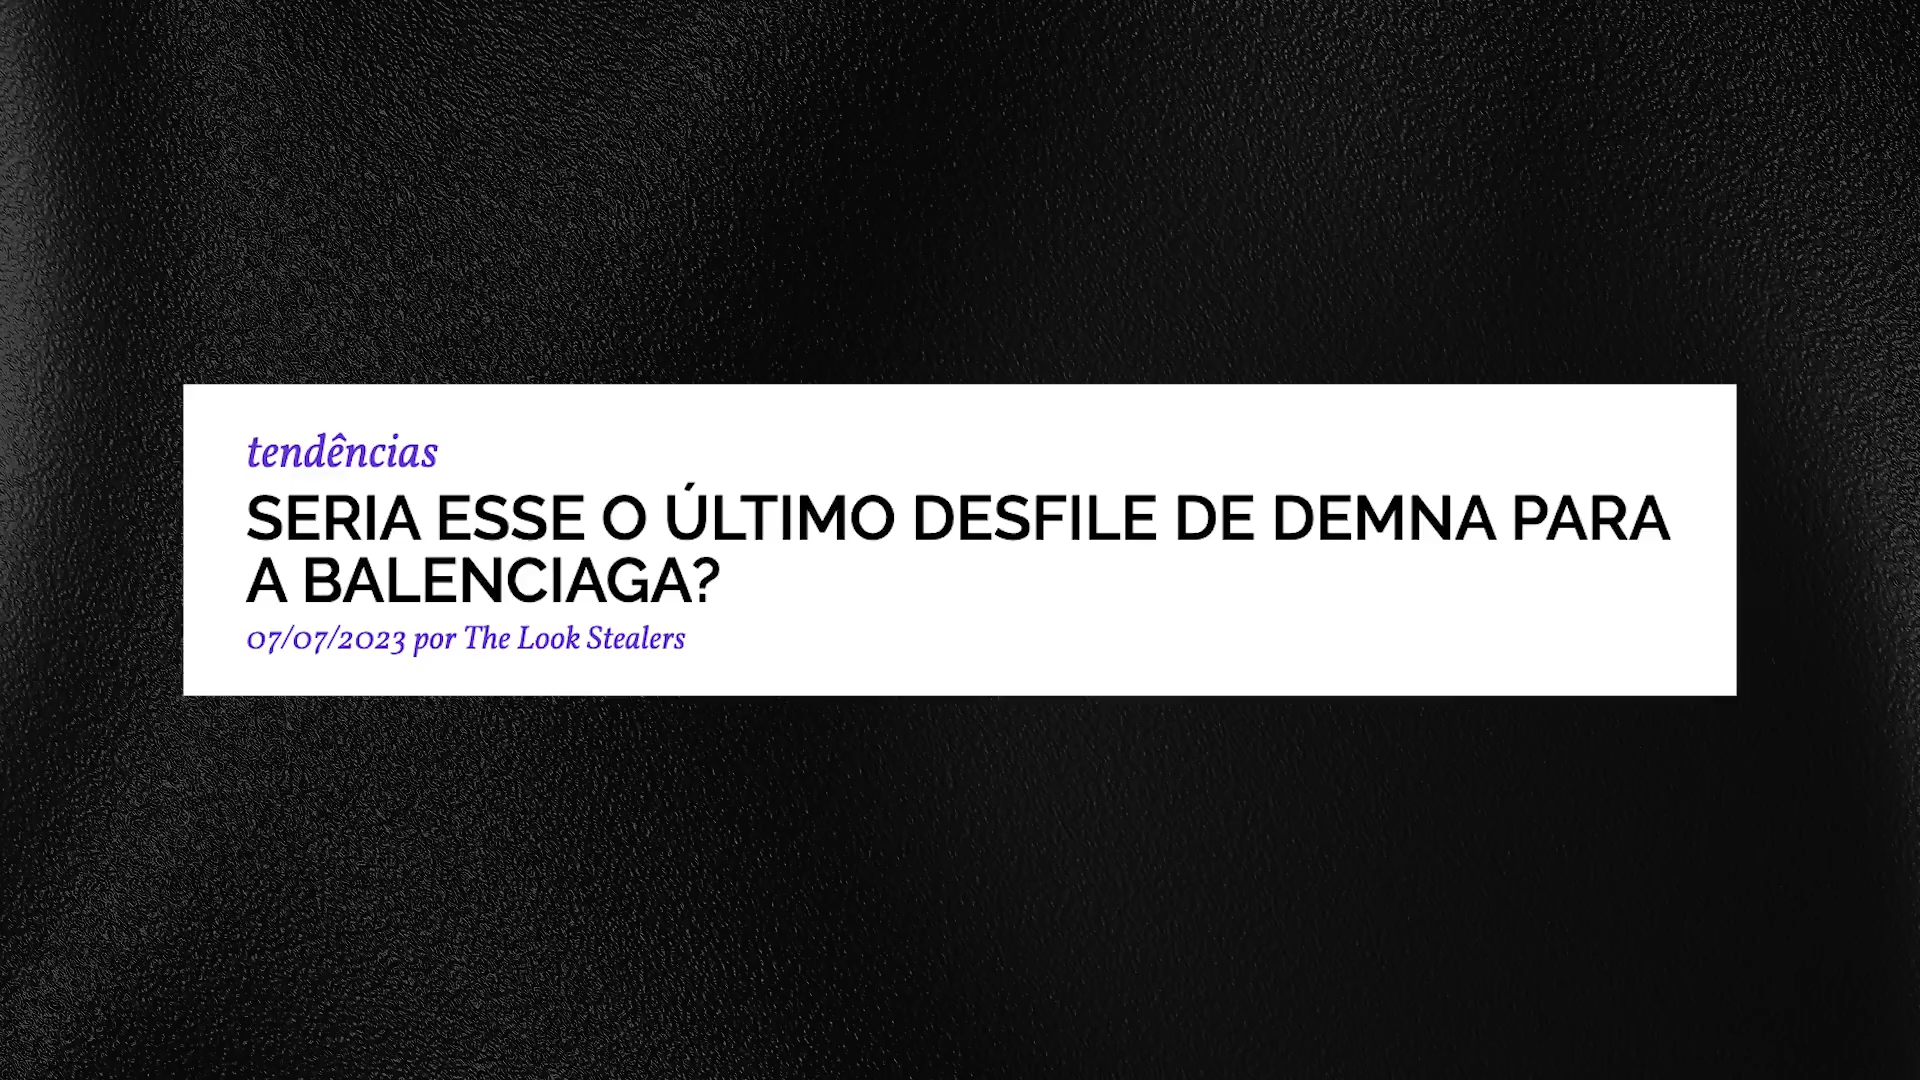 tendências
SERIA ESSE O ÚLTIMO DESFILE DE DEMNA PARA
A BALENCIAGA?
07/07/2023 por The Look Stealers